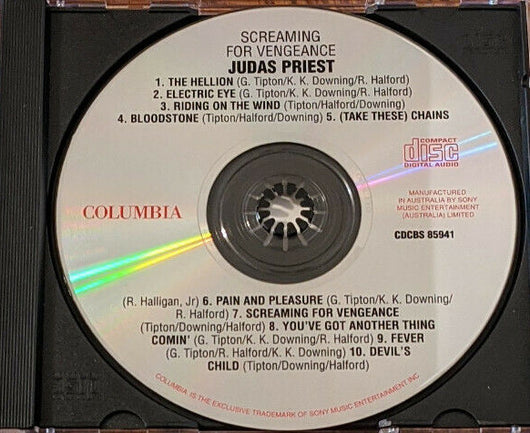 SCREAMING
FOR VENGEANCE
JUDAS PRIEST
1. THE HELLION (G. Tipton/K. K. Downing/R. Halford)
2. ELECTRIC EYE (G. Tipton/K. K. Downing/R. Halford)
3. RIDING ON THE WIND (Tipton/Halford/Downing)
4. BLOODSTONE (Tipton/Halford/Downing) 5. (TAKE THESE) CHAINS
COMPACT
disc
DIGITAL AUDIO
COLUMBIA
MANUFACTURED
IN AUSTRALIA BY SONY
MUSIC ENTERTAINMENT
(AUSTRALIA) LIMITED
CDCBS 85941
(R. Halligan, Jr) 6. PAIN AND PLEASURE (G. Tipton/K. K. Downing/
R. Halford) 7. SCREAMING FOR VENGEANCE
(Tipton/Downing/Halford) 8. YOU'VE GOT ANOTHER THING
COMIN' (G. Tipton/K. K. Downing/R. Halford) 9. FEVER
(G. Tipton/R. Halford/K. K. Downing) 10. DEVIL'S
CHILD (Tipton/Downing/Halford)
COLUMBIA IS THE EXCLUSIVE TRADEMARK OF SONY MUSIC ENTERTAINMENT INC